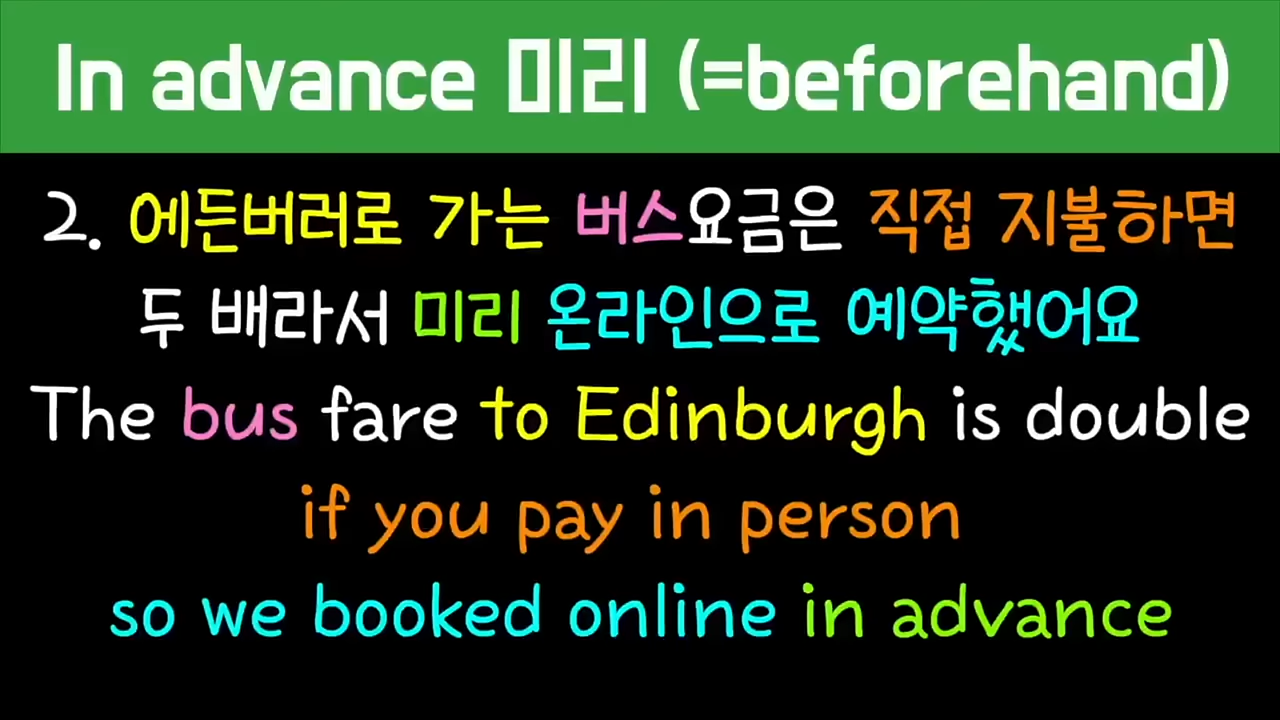 In advance 미리 (=beforehand)
2. 에든버러로 가는 버스요금은 직접 지불하면
두 배라서 미리 온라인으로 예약했어요
The bus fare to Edinburgh is double
if you pay in person
so we booked online in advance